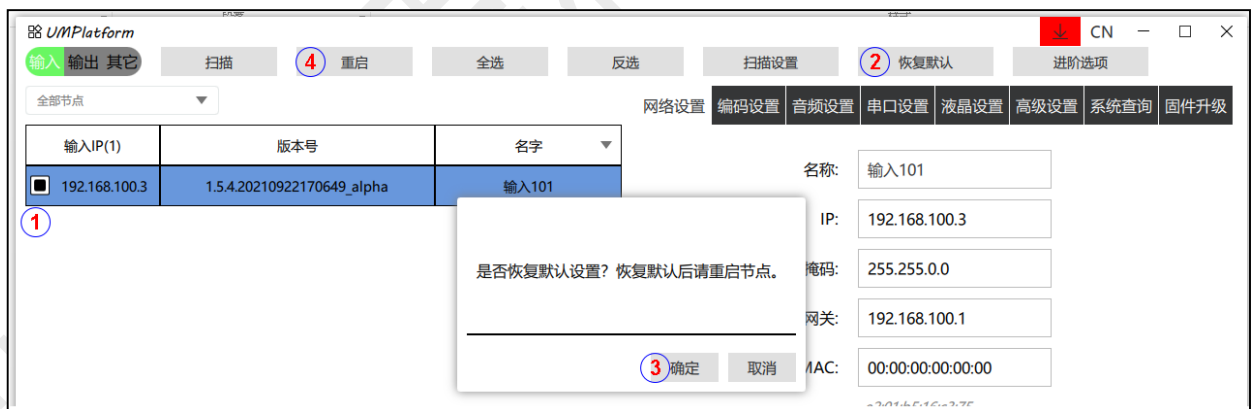 UMPlatform CN
输入 输出 其它 扫描 4 重启 全选 反选 扫描设置 2 恢复默认 进阶选项
全部节点
网络设置 编码设置 音频设置 串口设置 液晶设置 高级设置 系统查询 固件升级
输入IP(1) 版本号 名字
192.168.100.3 1.5.4.20210922170649_alpha 输入101
1
名称: 输入101
IP: 192.168.100.3
掩码: 255.255.0.0
网关: 192.168.100.1
MAC: 00:00:00:00:00:00
是否恢复默认设置？恢复默认后请重启节点。
3 确定 取消